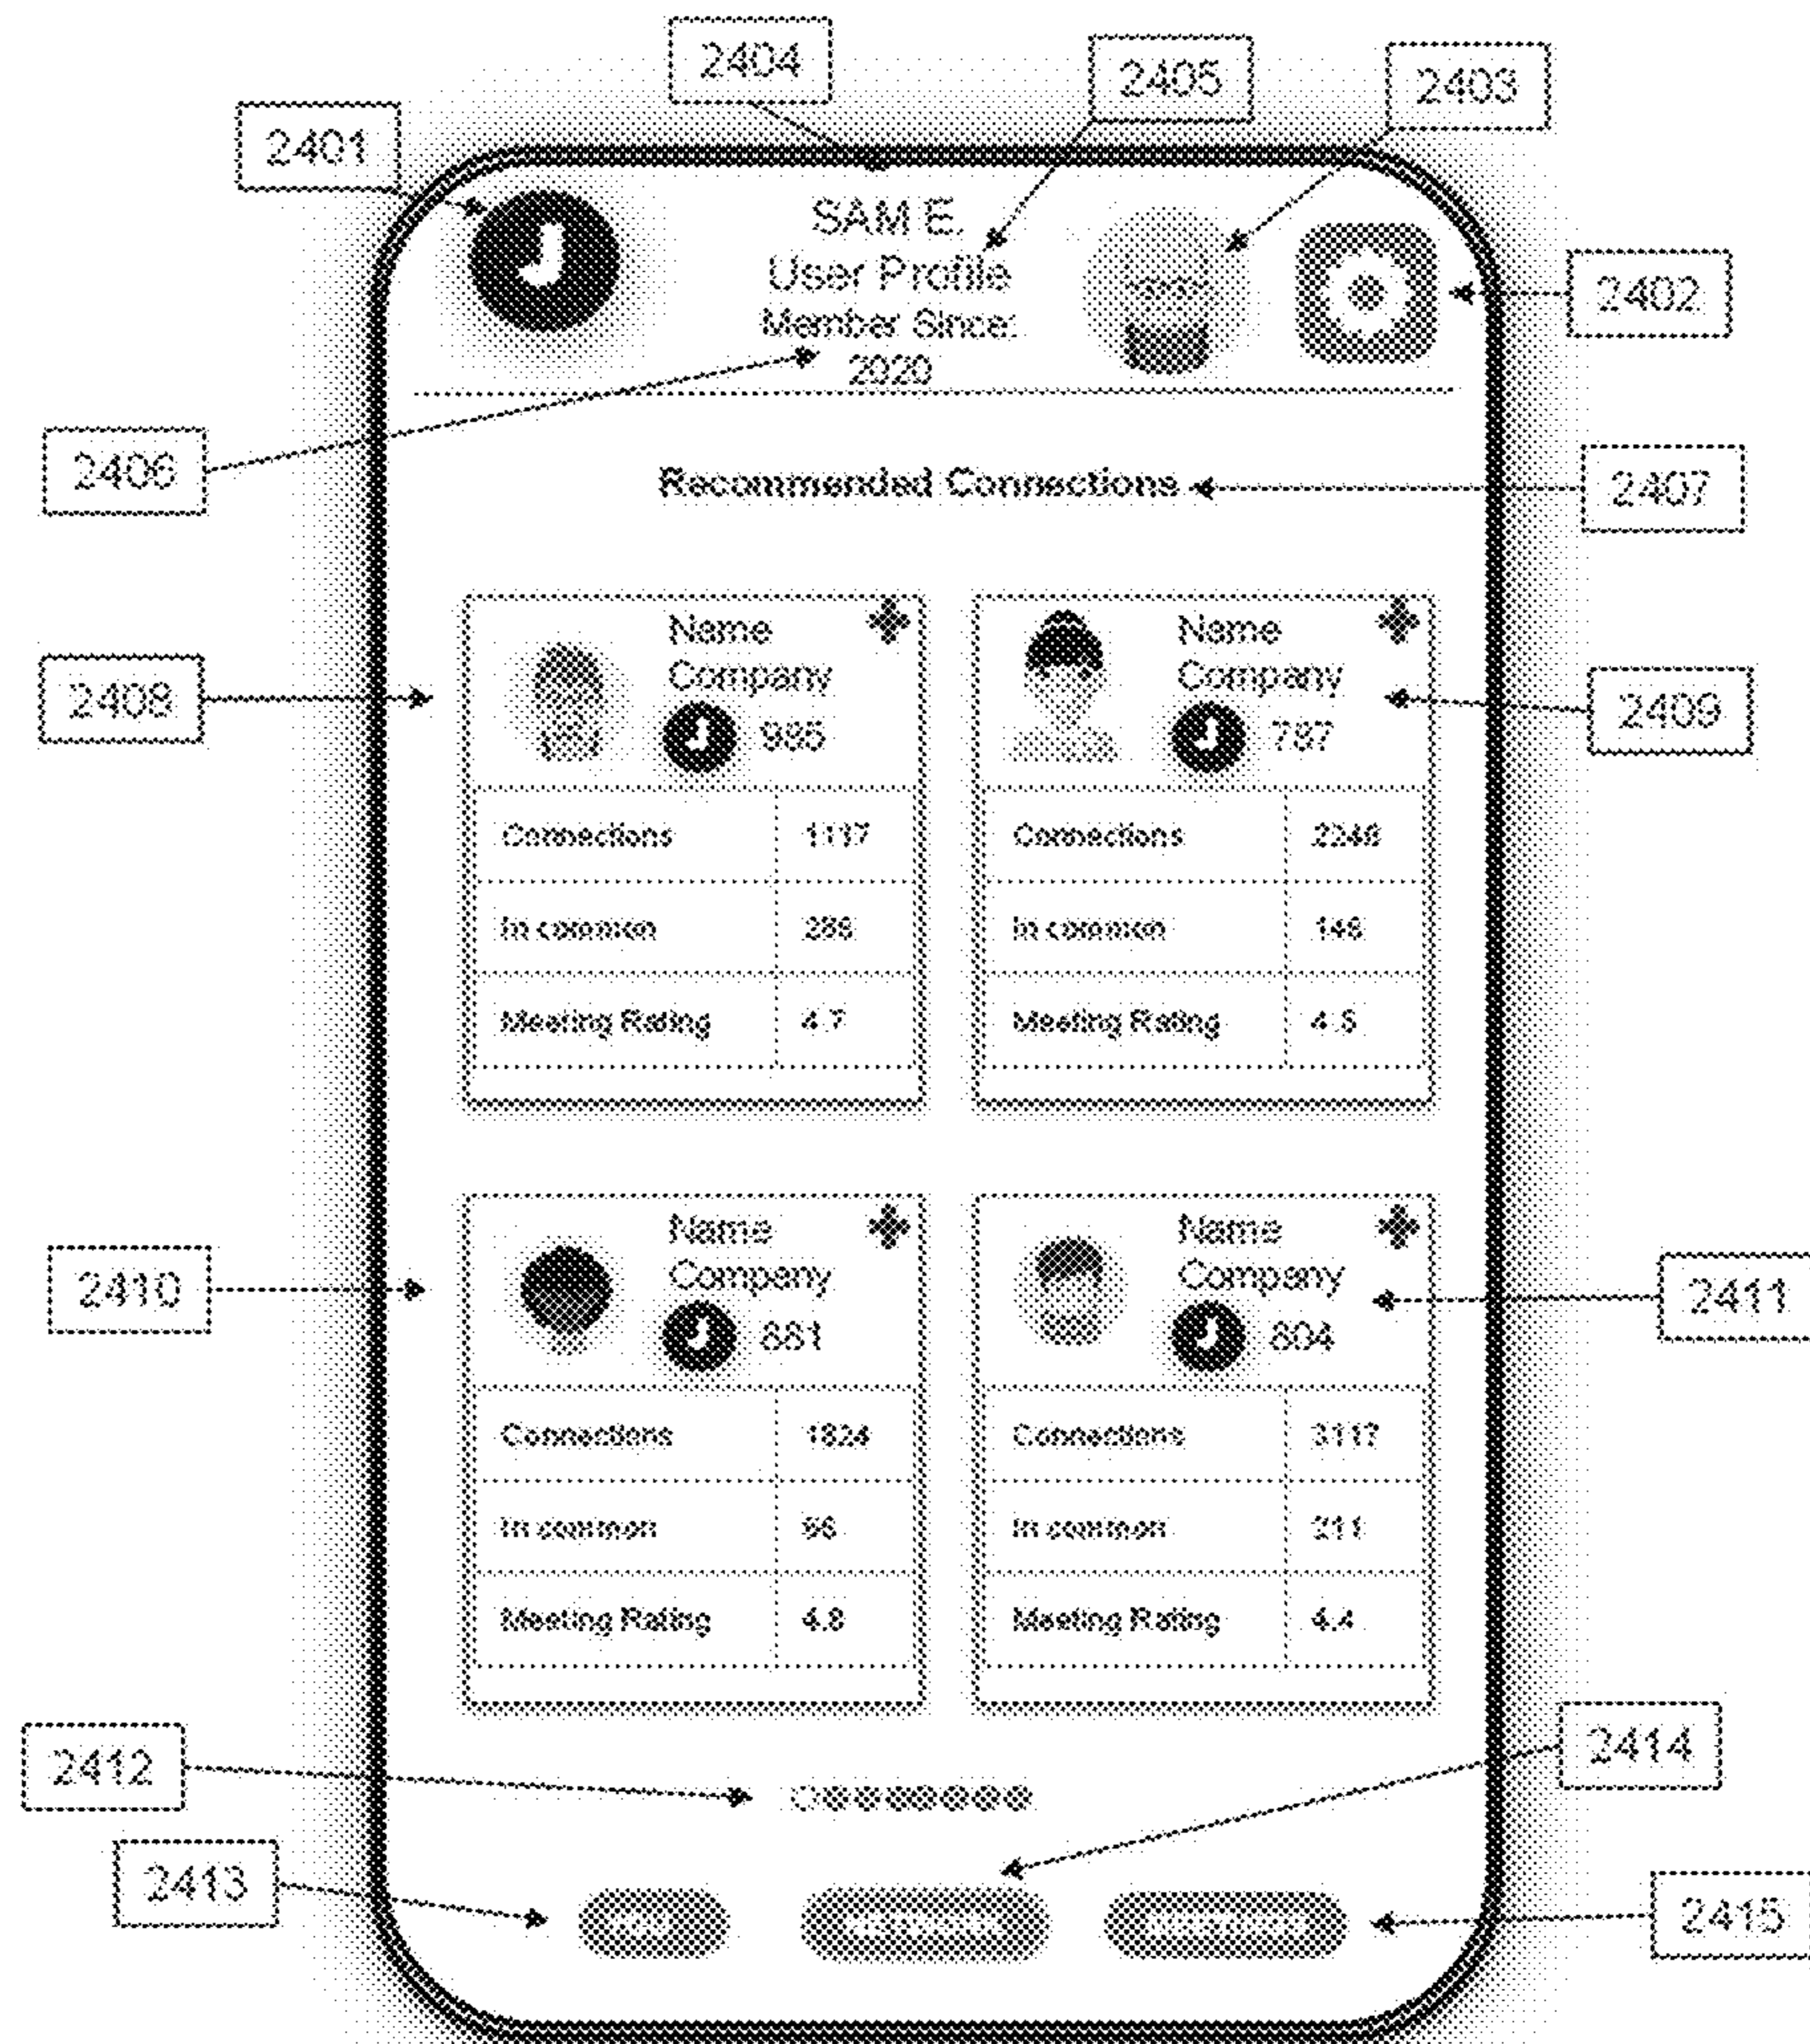 2404
2405
2403
2401
SAM E.
User Profile
Member Since:
2020
2402
2406
Recommended Connections
2407
2408
Name
Company
985
Connections 1117
In common 286
Meeting Rating 4.7
Name
Company
787
Connections
In common 146
Meeting Rating 4.5
2409
2410
Name
Company
881
Connections 1824
In common
Meeting Rating 4.8
Name
Company
804
Connections 3117
In common 211
Meeting Rating 4.4
2411
2412
2414
2413
2415